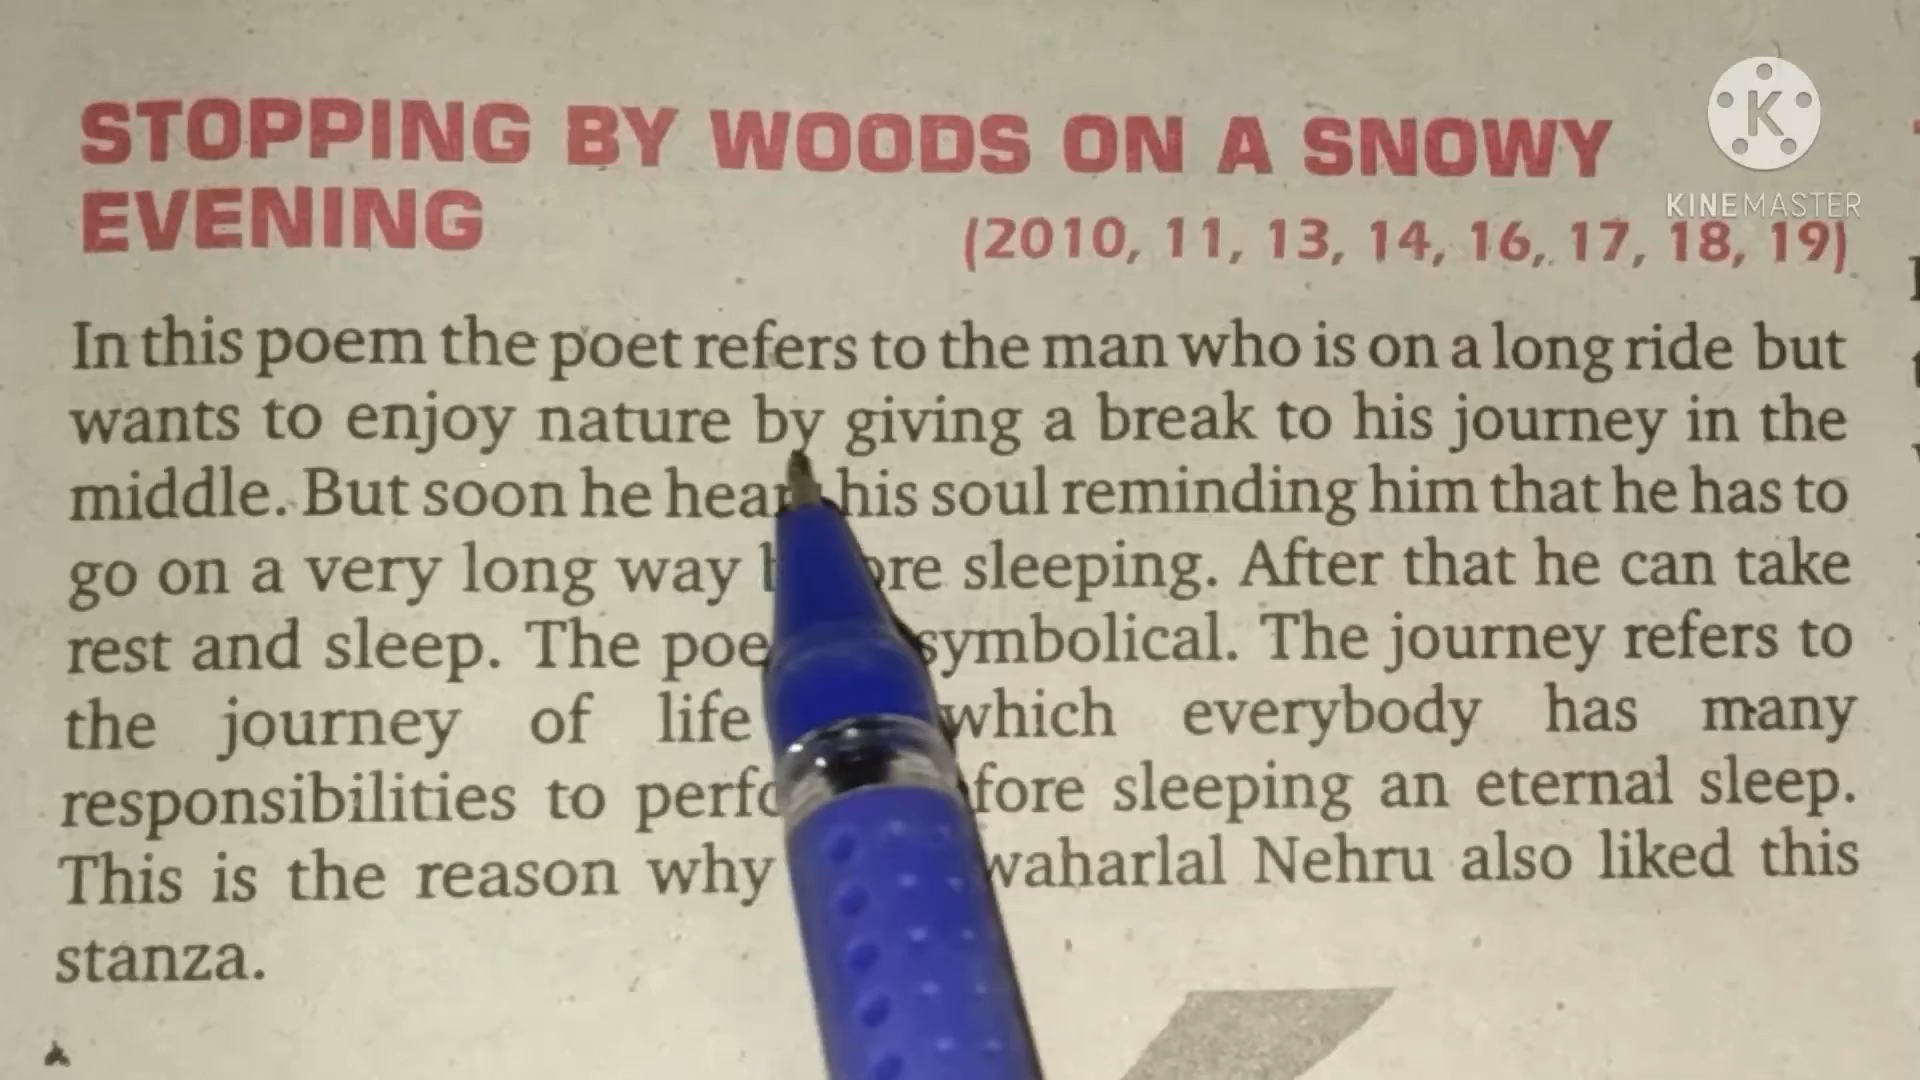 STOPPING BY WOODS ON A SNOWY
EVENING (2010, 11, 13, 14, 16, 17, 18, 19)
KINEMASTER
In this poem the poet refers to the man who is on a long ride but
wants to enjoy nature by giving a break to his journey in the
middle. But soon he his soul reminding him that he has to
go on a very long way sleeping. After that he can take
rest and sleep. The symbolical. The journey refers to
the journey of life which everybody has many
responsibilities to sleeping an eternal sleep.
This is the reason why Nehru also liked this
stanza.